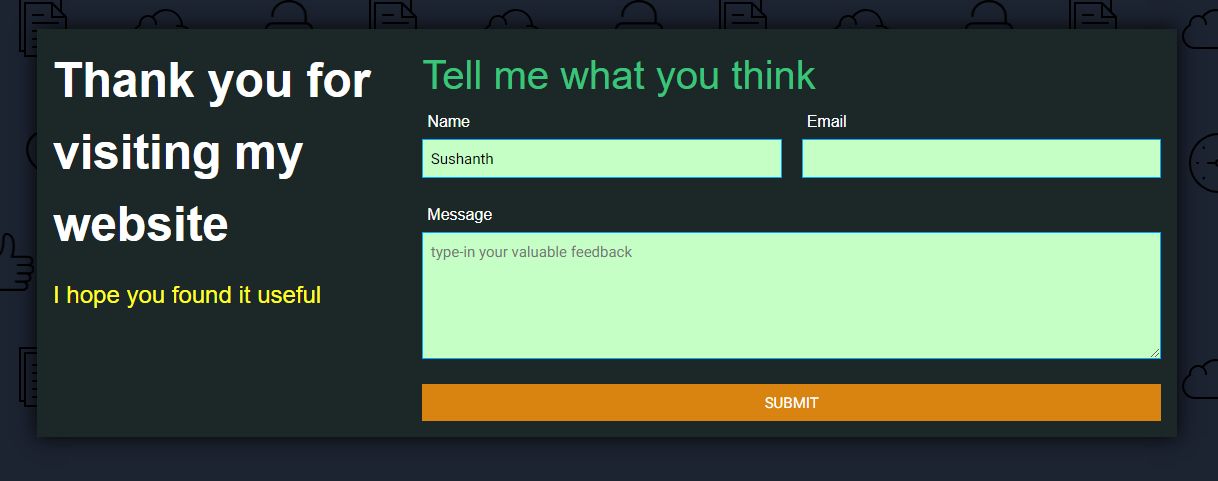 Thank you for
visiting my
website
I hope you found it useful
Tell me what you think
Name
Email
Sushanth
Message
type-in your valuable feedback
SUBMIT